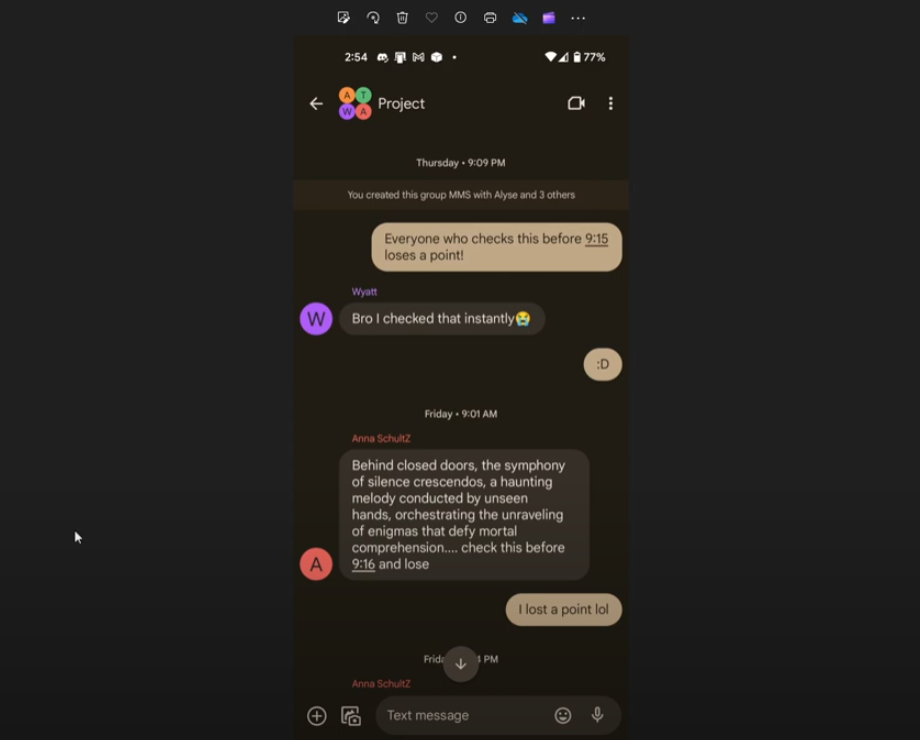 2:54
77%
A T
W A
Project
Thursday • 9:09 PM
You created this group MMS with Alyse and 3 others
Everyone who checks this before 9:15
loses a point!
Wyatt
W
Bro I checked that instantly😭
:D
Friday • 9:01 AM
Anna SchultZ
Behind closed doors, the symphony
of silence crescendos, a haunting
melody conducted by unseen
hands, orchestrating the unraveling
of enigmas that defy mortal
comprehension.... check this before
9:16 and lose
A
I lost a point lol
PM
Anna SchultZ
Text message